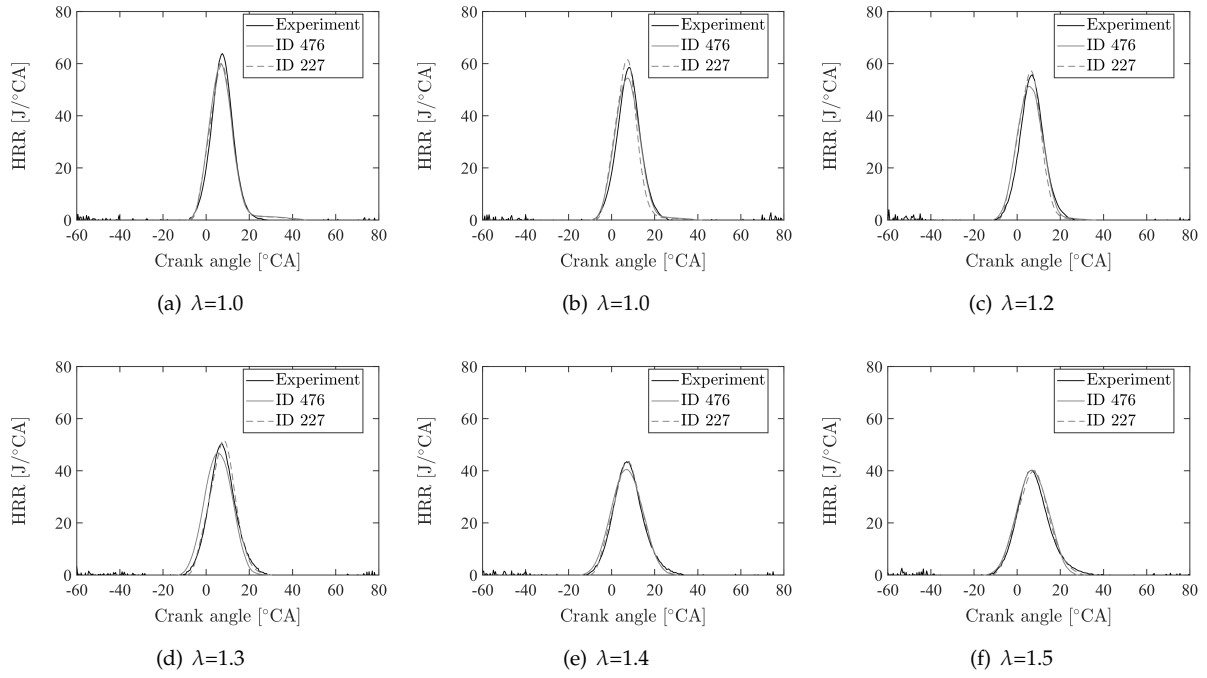 80
60
40
20
0
HRR [J/°CA]
-60 -40 -20 0 20 40 60 80
Crank angle [°CA]
Experiment
ID 476
ID 227
(a) λ=1.0
80
60
40
20
0
HRR [J/°CA]
-60 -40 -20 0 20 40 60 80
Crank angle [°CA]
Experiment
ID 476
ID 227
(b) λ=1.0
80
60
40
20
0
HRR [J/°CA]
-60 -40 -20 0 20 40 60 80
Crank angle [°CA]
Experiment
ID 476
ID 227
(c) λ=1.2
80
60
40
20
0
HRR [J/°CA]
-60 -40 -20 0 20 40 60 80
Crank angle [°CA]
Experiment
ID 476
ID 227
(d) λ=1.3
80
60
40
20
0
HRR [J/°CA]
-60 -40 -20 0 20 40 60 80
Crank angle [°CA]
Experiment
ID 476
ID 227
(e) λ=1.4
80
60
40
20
0
HRR [J/°CA]
-60 -40 -20 0 20 40 60 80
Crank angle [°CA]
Experiment
ID 476
ID 227
(f) λ=1.5